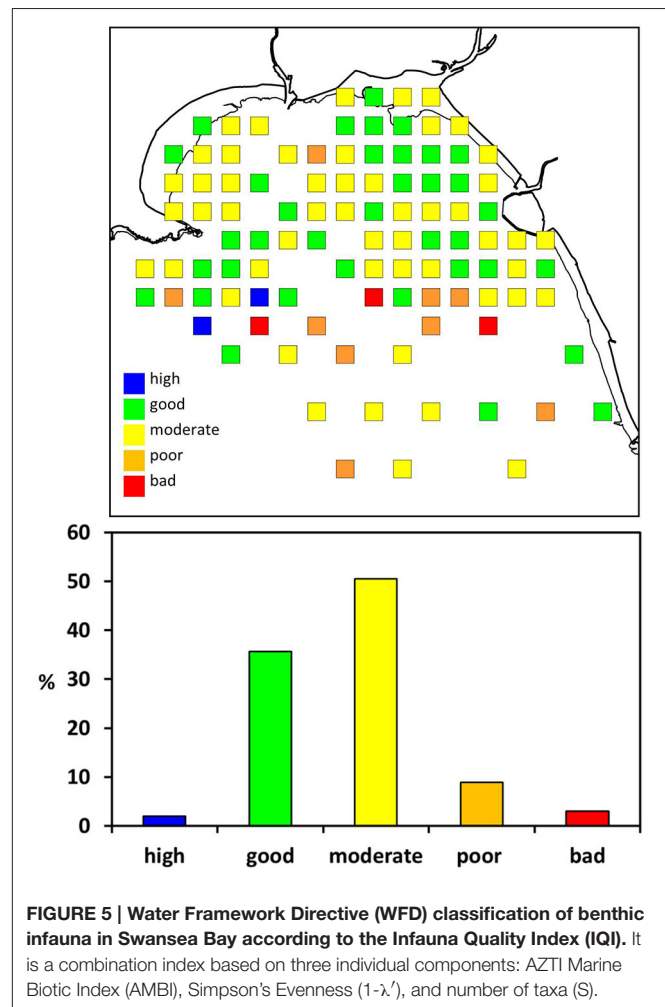 high
good
moderate
poor
bad
60
50
40
30
20
10
0
%
high good moderate poor bad
FIGURE 5 | Water Framework Directive (WFD) classification of benthic
infauna in Swansea Bay according to the Infauna Quality Index (IQI). It
is a combination index based on three individual components: AZTI Marine
Biotic Index (AMBI), Simpson's Evenness (1-λ′), and number of taxa (S).